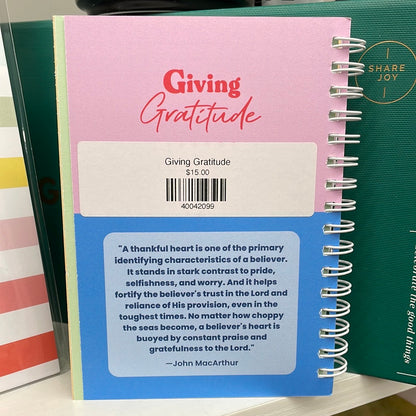 Giving
Gratitude
Giving Gratitude
$15.00
40042099
"A thankful heart is one of the primary
identifying characteristics of a believer.
It stands in stark contrast to pride,
selfishness, and worry. And it helps
fortify the believer's trust in the Lord and
reliance of His provision, even in the
toughest times. No matter how choppy
the seas become, a believer's heart is
buoyed by constant praise and
gratefulness to the Lord."
—John MacArthur
SHARE
JOY
the good things